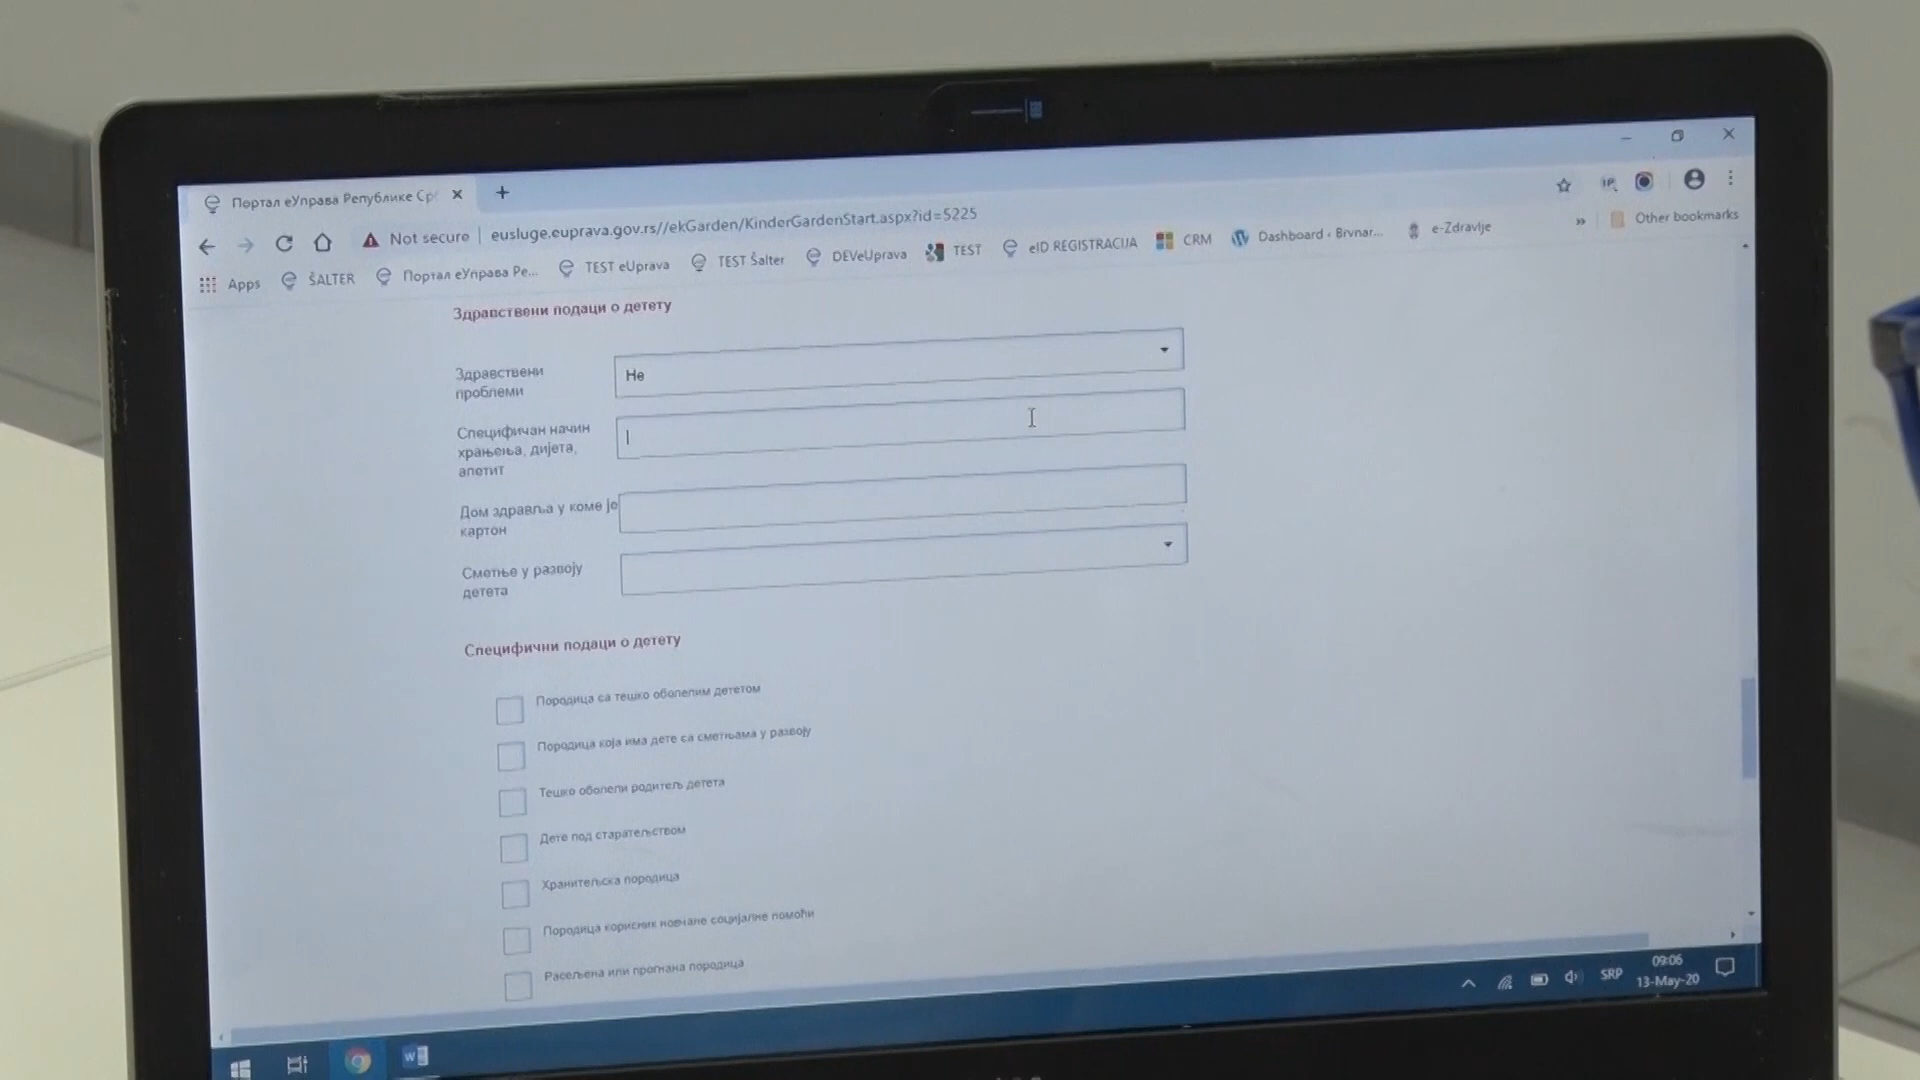 Портал еУправа Републике Ср
Not secure
eusluge.euprava.gov.rs//ekGarden/KinderGardenStart.aspx?id=5225
Apps
ŠALTER
Портал еУправа Ре...
TEST eUprava
TEST Šalter
DEVeUprava
TEST
eID REGISTRACIJA
CRM
Dashboard ‹ Brvnar...
e-Zdravlje
»
Other bookmarks
Здравствени подаци о детету
Здравствени
проблеми
Не
Специфичан начин
храњења, дијета,
апетит
Дом здравља у коме је
картон
Сметње у развоју
детета
Специфични подаци о детету
Породица са тешко оболелим дететом
Породица која има дете са сметњама у развоју
Тешко оболели родитељ детета
Дете под старатељством
Хранитељска породица
Породица корисник новчане социјалне помоћи
Расељена или прогнана породица
SRP
09:06
13-May-20